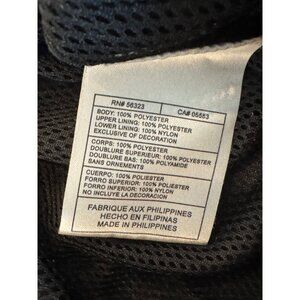 RN# 56323 CA# 05553
BODY: 100% POLYESTER
UPPER LINING: 100% POLYESTER
LOWER LINING: 100% NYLON
EXCLUSIVE OF DECORATION
CORPS: 100% POLYESTER
DOUBLURE SUPERIEUR: 100% POLYESTER
DOUBLURE BAS: 100% POLYAMIDE
SANS ORNEMENTS
CUERPO: 100% POLIESTER
FORRO SUPERIOR: 100% POLIESTER
FORRO INFERIOR: 100% NYLON
NO INCLUYE LA DECORACION
FABRIQUE AUX PHILIPPINES
HECHO EN FILIPINAS
MADE IN PHILIPPINES